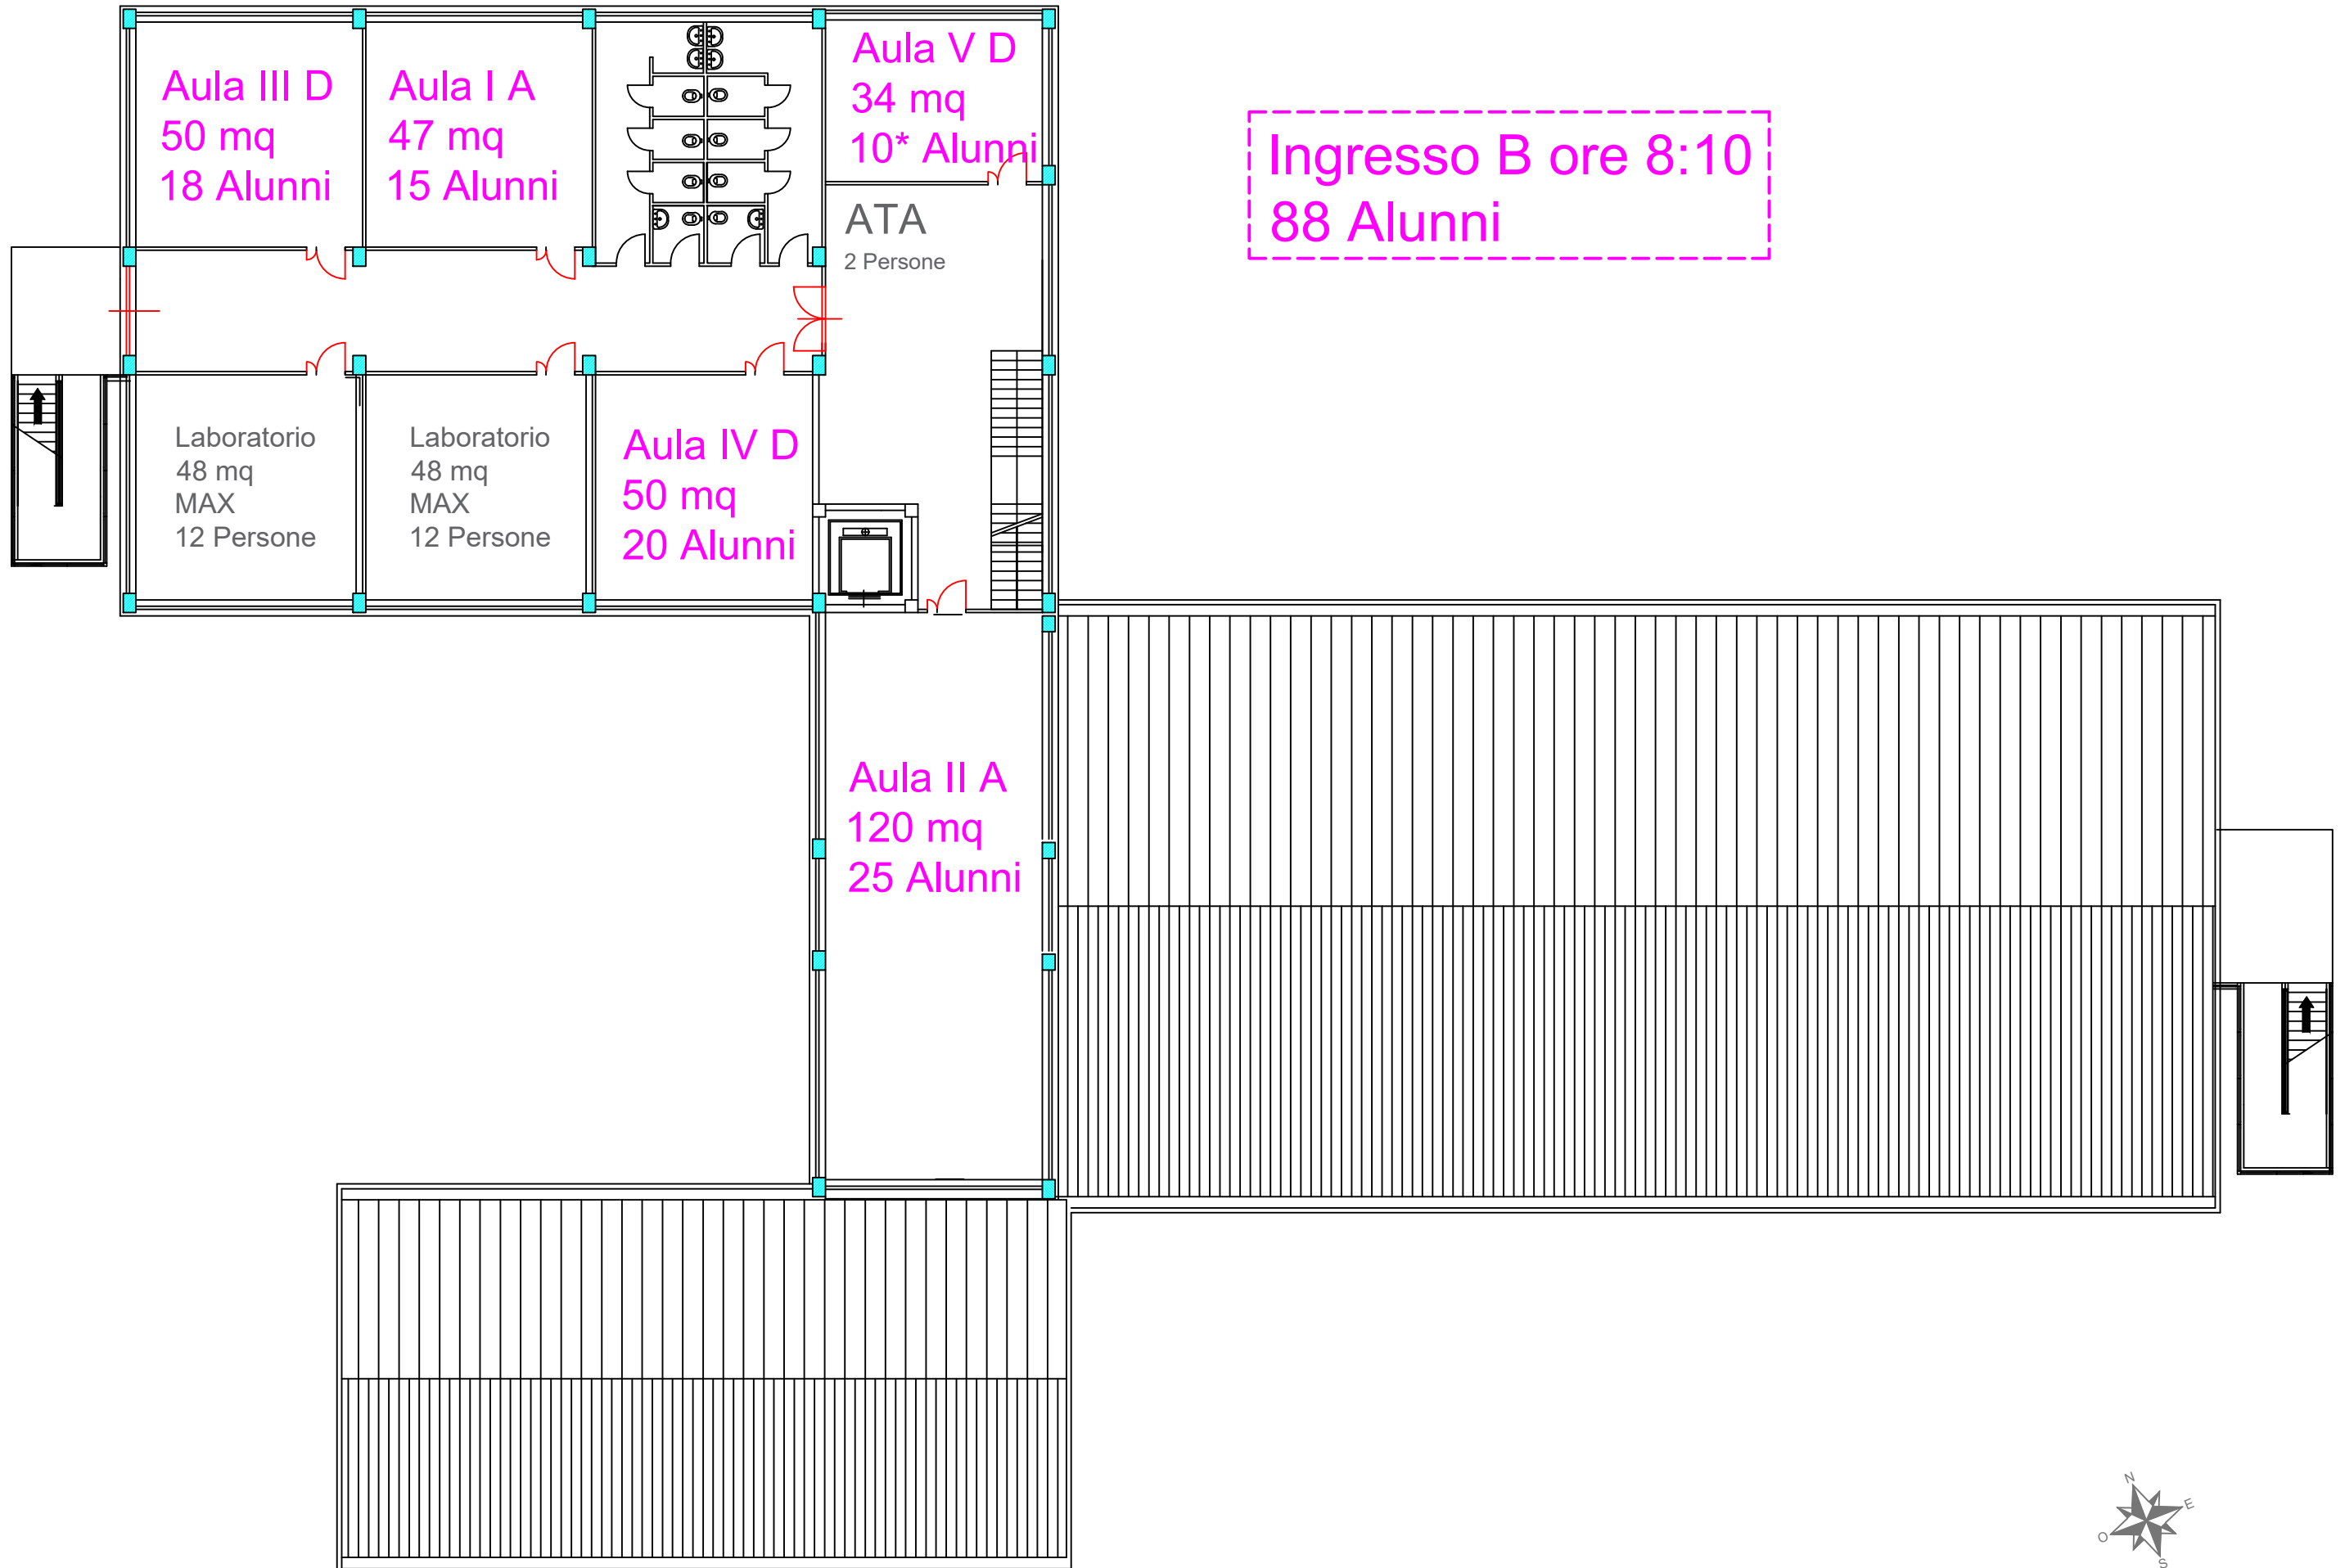 Aula III D
50 mq
18 Alunni
Aula I A
47 mq
15 Alunni
Aula V D
34 mq
10* Alunni
Ingresso B ore 8:10
88 Alunni
ATA
2 Persone
Laboratorio
48 mq
MAX
12 Persone
Laboratorio
48 mq
MAX
12 Persone
Aula IV D
50 mq
20 Alunni
Aula II A
120 mq
25 Alunni
N
E
O
S